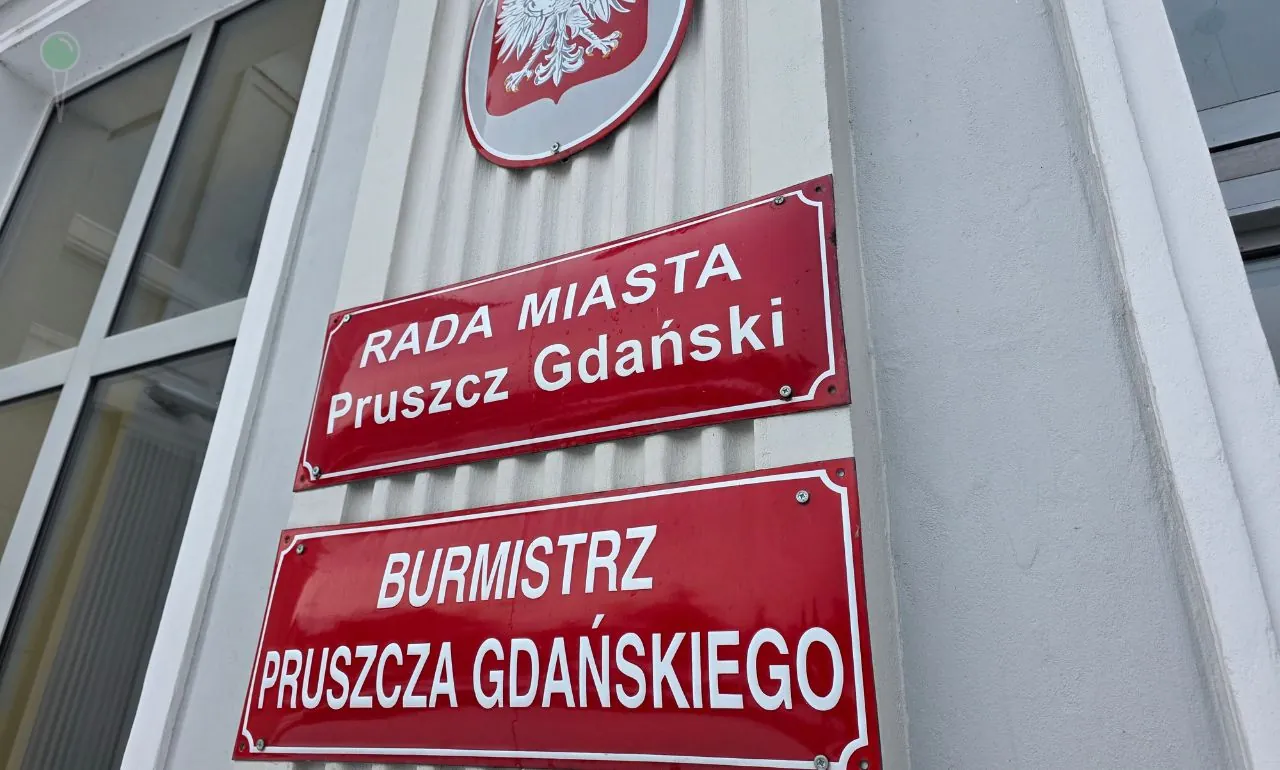 RADA MIASTA
Pruszcz Gdański
BURMISTRZ
PRUSZCZA GDAŃSKIEGO